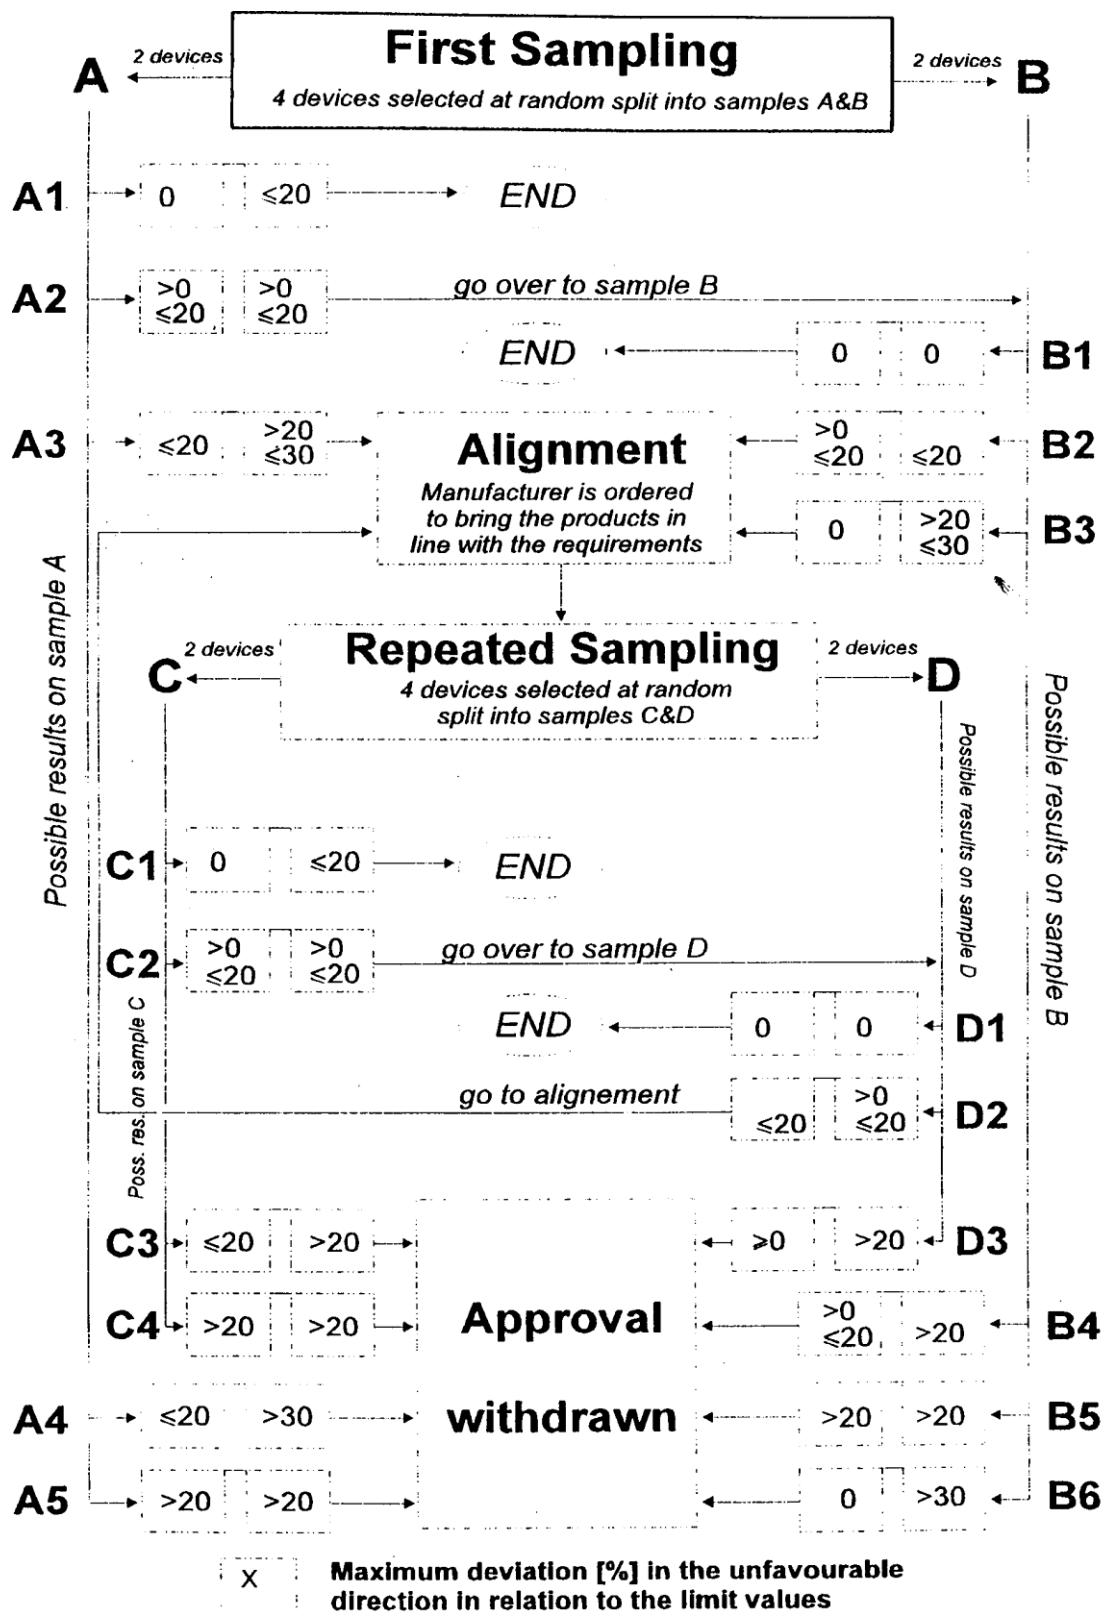 First Sampling
4 devices selected at random split into samples A&B
A
2 devices
2 devices
B
A1
0
≤20
END
A2
>0
≤20
>0
≤20
go over to sample B
END
0
0
B1
A3
≤20
>20
≤30
Alignment
Manufacturer is ordered
to bring the products in
line with the requirements
>0
≤20
≤20
B2
0
>20
≤30
B3
Possible results on sample A
Repeated Sampling
4 devices selected at random
split into samples C&D
C
2 devices
2 devices
D
Possible results on sample D
Possible results on sample B
C1
0
≤20
END
C2
>0
≤20
>0
≤20
go over to sample D
Poss. res. on sample C
END
0
0
D1
go to alignement
≤20
>0
≤20
D2
C3
≤20
>20
≥0
>20
D3
C4
>20
>20
Approval
withdrawn
>0
≤20
>20
B4
A4
≤20
>30
>20
>20
B5
A5
>20
>20
0
>30
B6
X
Maximum deviation [%] in the unfavourable
direction in relation to the limit values